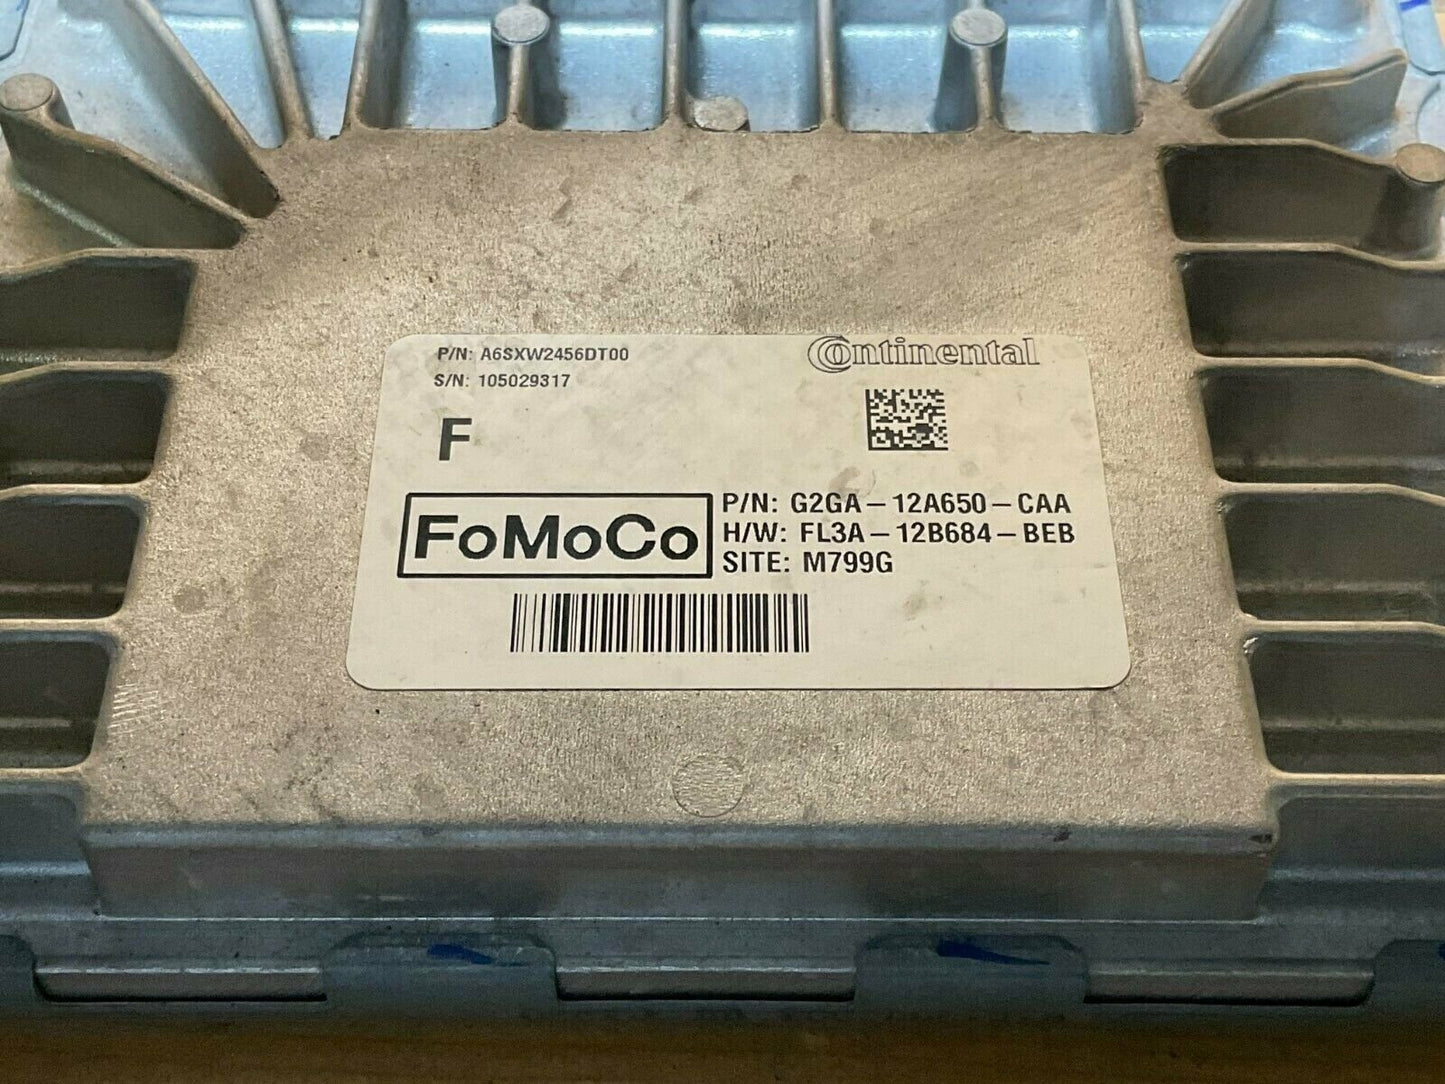 P/N: A6SXW2456DT00
Continental
S/N: 105029317
F
FoMoCo
P/N: G2GA-12A650-CAA
H/W: FL3A-12B684-BEB
SITE: M799G